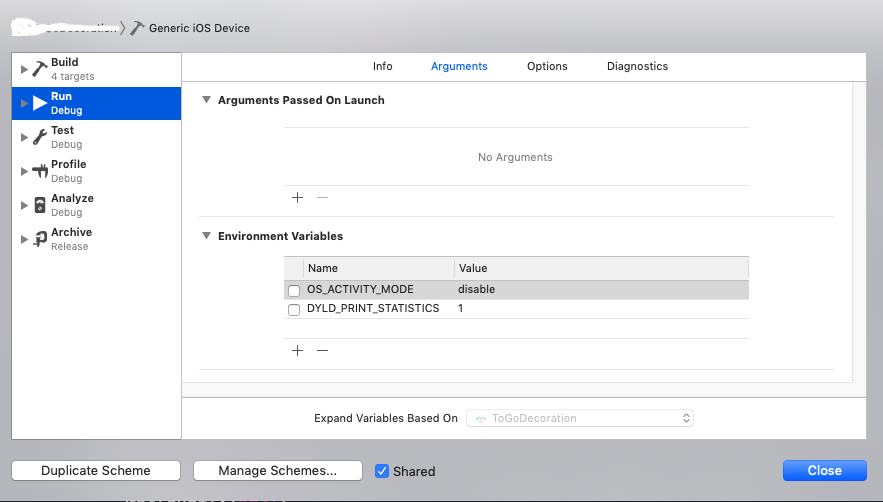 Generic iOS Device
Build
4 targets
Run
Debug
Test
Debug
Profile
Debug
Analyze
Debug
Archive
Release
Info
Arguments
Options
Diagnostics
Arguments Passed On Launch
No Arguments
Environment Variables
Name Value
OS_ACTIVITY_MODE disable
DYLD_PRINT_STATISTICS 1
Expand Variables Based On ToGoDecoration
Duplicate Scheme
Manage Schemes...
Shared
Close